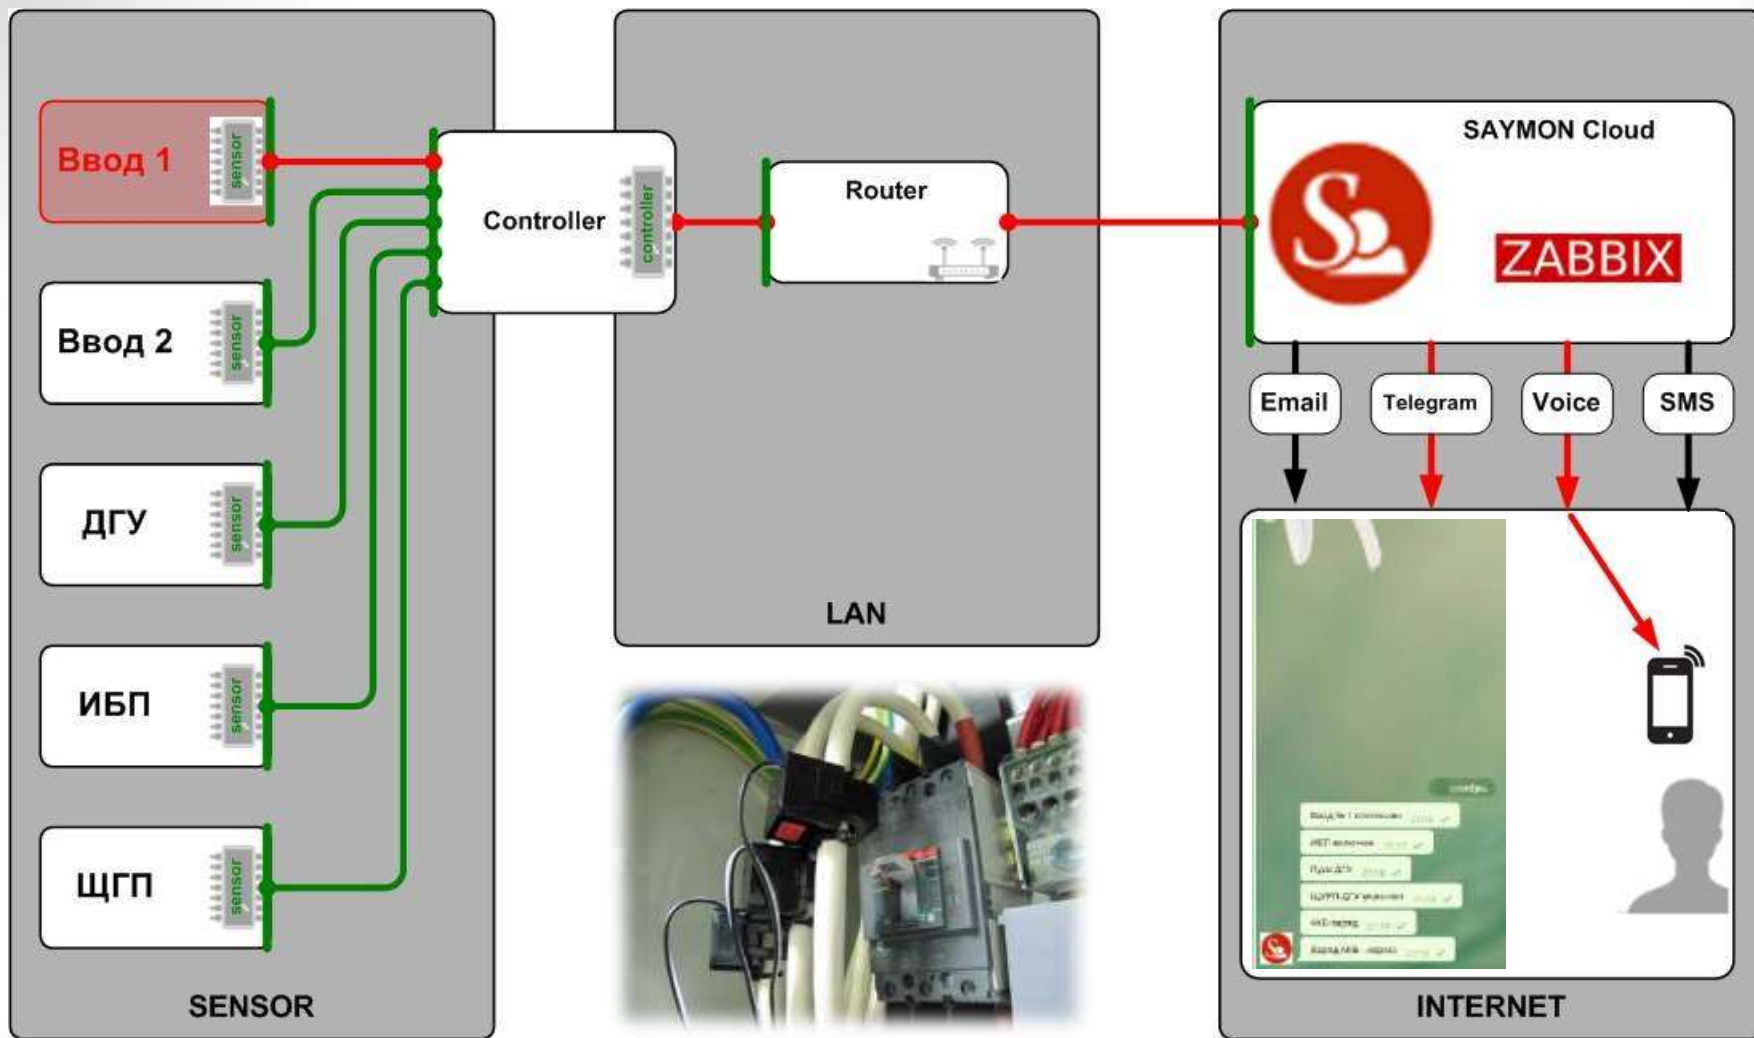 Ввод 1
sensor
Ввод 2
sensor
ДГУ
sensor
ИБП
sensor
ЩГП
sensor
SENSOR
Controller
controller
Router
LAN
SAYMON Cloud
ZABBIX
Email
Telegram
Voice
SMS
INTERNET